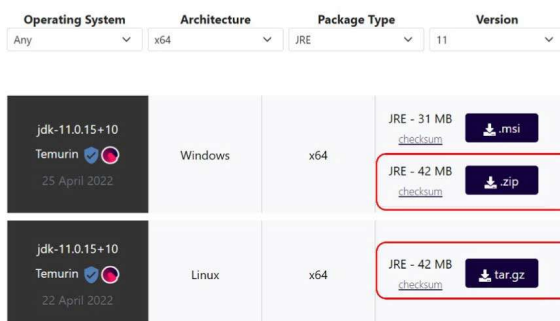 Operating System Architecture Package Type Version
Any x64 JRE 11
jdk-11.0.15+10
Temurin
25 April 2022
Windows
x64
JRE - 31 MB
checksum
.msi
JRE - 42 MB
checksum
.zip
jdk-11.0.15+10
Temurin
22 April 2022
Linux
x64
JRE - 42 MB
checksum
tar.gz